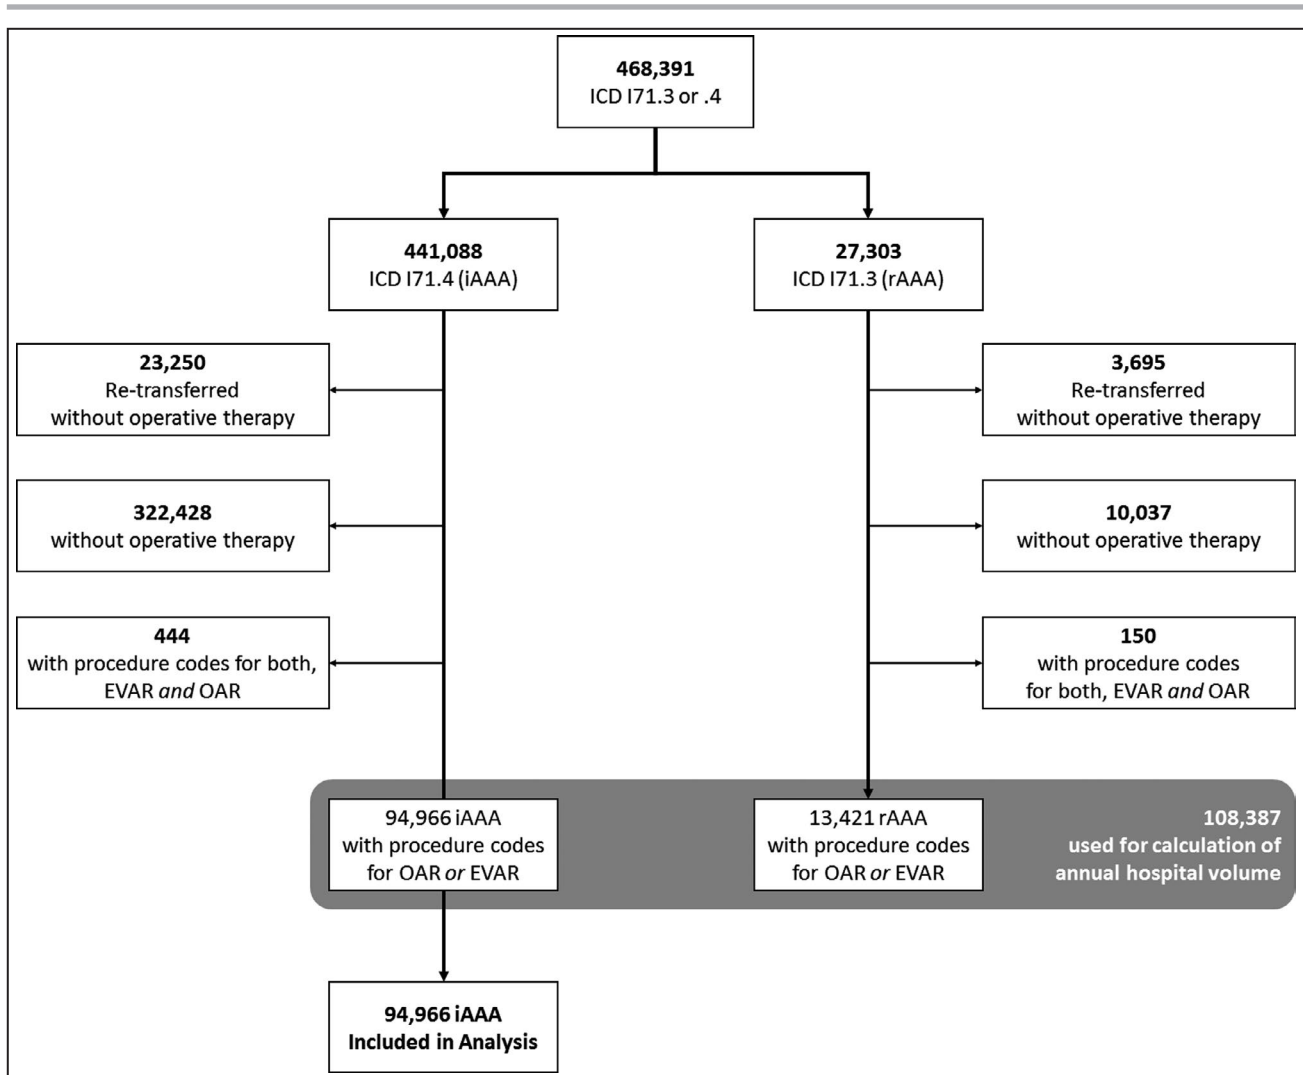 468,391
ICD I71.3 or .4
441,088
ICD I71.4 (iAAA)
27,303
ICD I71.3 (rAAA)
23,250
Re-transferred
without operative therapy
3,695
Re-transferred
without operative therapy
322,428
without operative therapy
10,037
without operative therapy
444
with procedure codes for both,
EVAR and OAR
150
with procedure codes
for both, EVAR and OAR
94,966 iAAA
with procedure codes
for OAR or EVAR
13,421 rAAA
with procedure codes
for OAR or EVAR
108,387
used for calculation of
annual hospital volume
94,966 iAAA
Included in Analysis